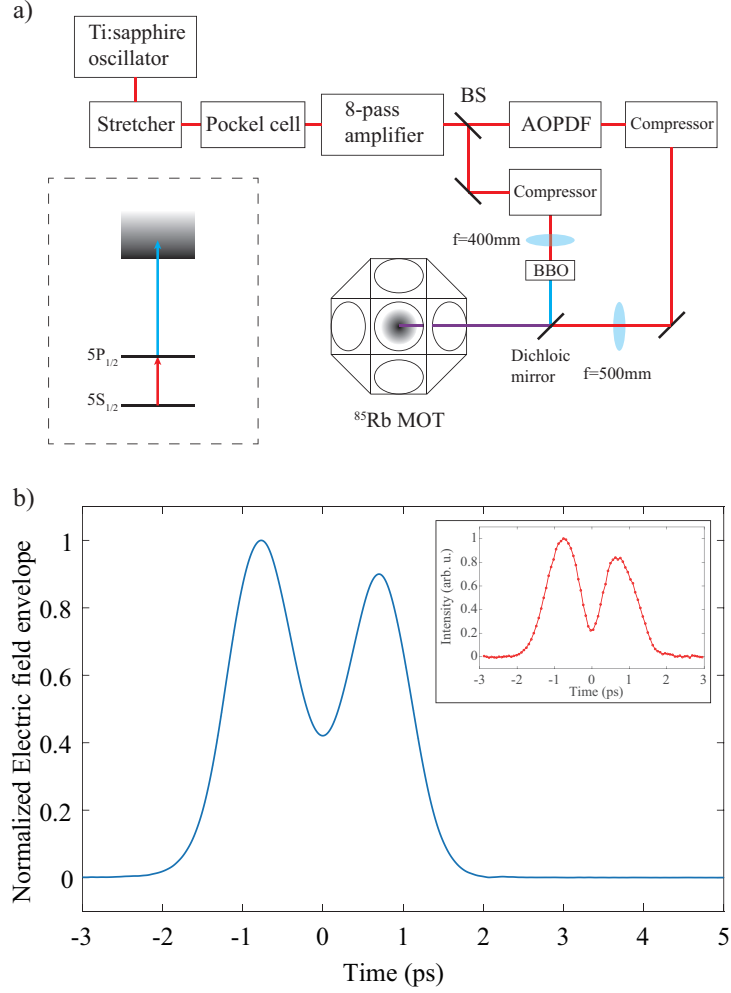 a)
Ti:sapphire
oscillator
Stretcher
Pockel cell
8-pass
amplifier
BS
AOPDF
Compressor
Compressor
f=400mm
BBO
Dichloic
mirror
f=500mm
5P1/2
5S1/2
85Rb MOT
b)
Normalized Electric field envelope
1
0.8
0.6
0.4
0.2
0
-3
-2
-1
0
1
2
3
4
5
Time (ps)
Intensity (arb. u.)
1
0.8
0.6
0.4
0.2
0
-3
-2
-1
0
1
2
3
Time (ps)